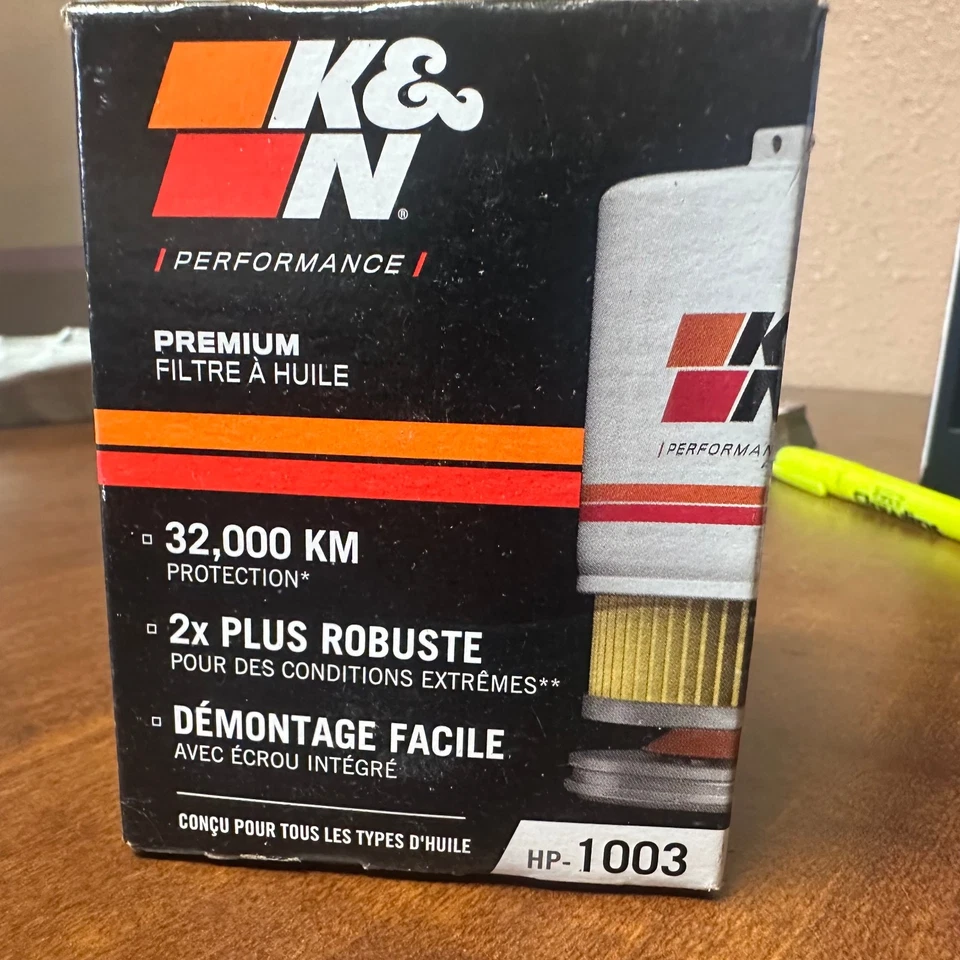 K&
N®
/ PERFORMANCE /
PREMIUM
FILTRE À HUILE
32,000 KM
PROTECTION*
2x PLUS ROBUSTE
POUR DES CONDITIONS EXTRÊMES**
DÉMONTAGE FACILE
AVEC ÉCROU INTÉGRÉ
CONÇU POUR TOUS LES TYPES D'HUILE
HP-1003
K
N
/ PERFORMAN